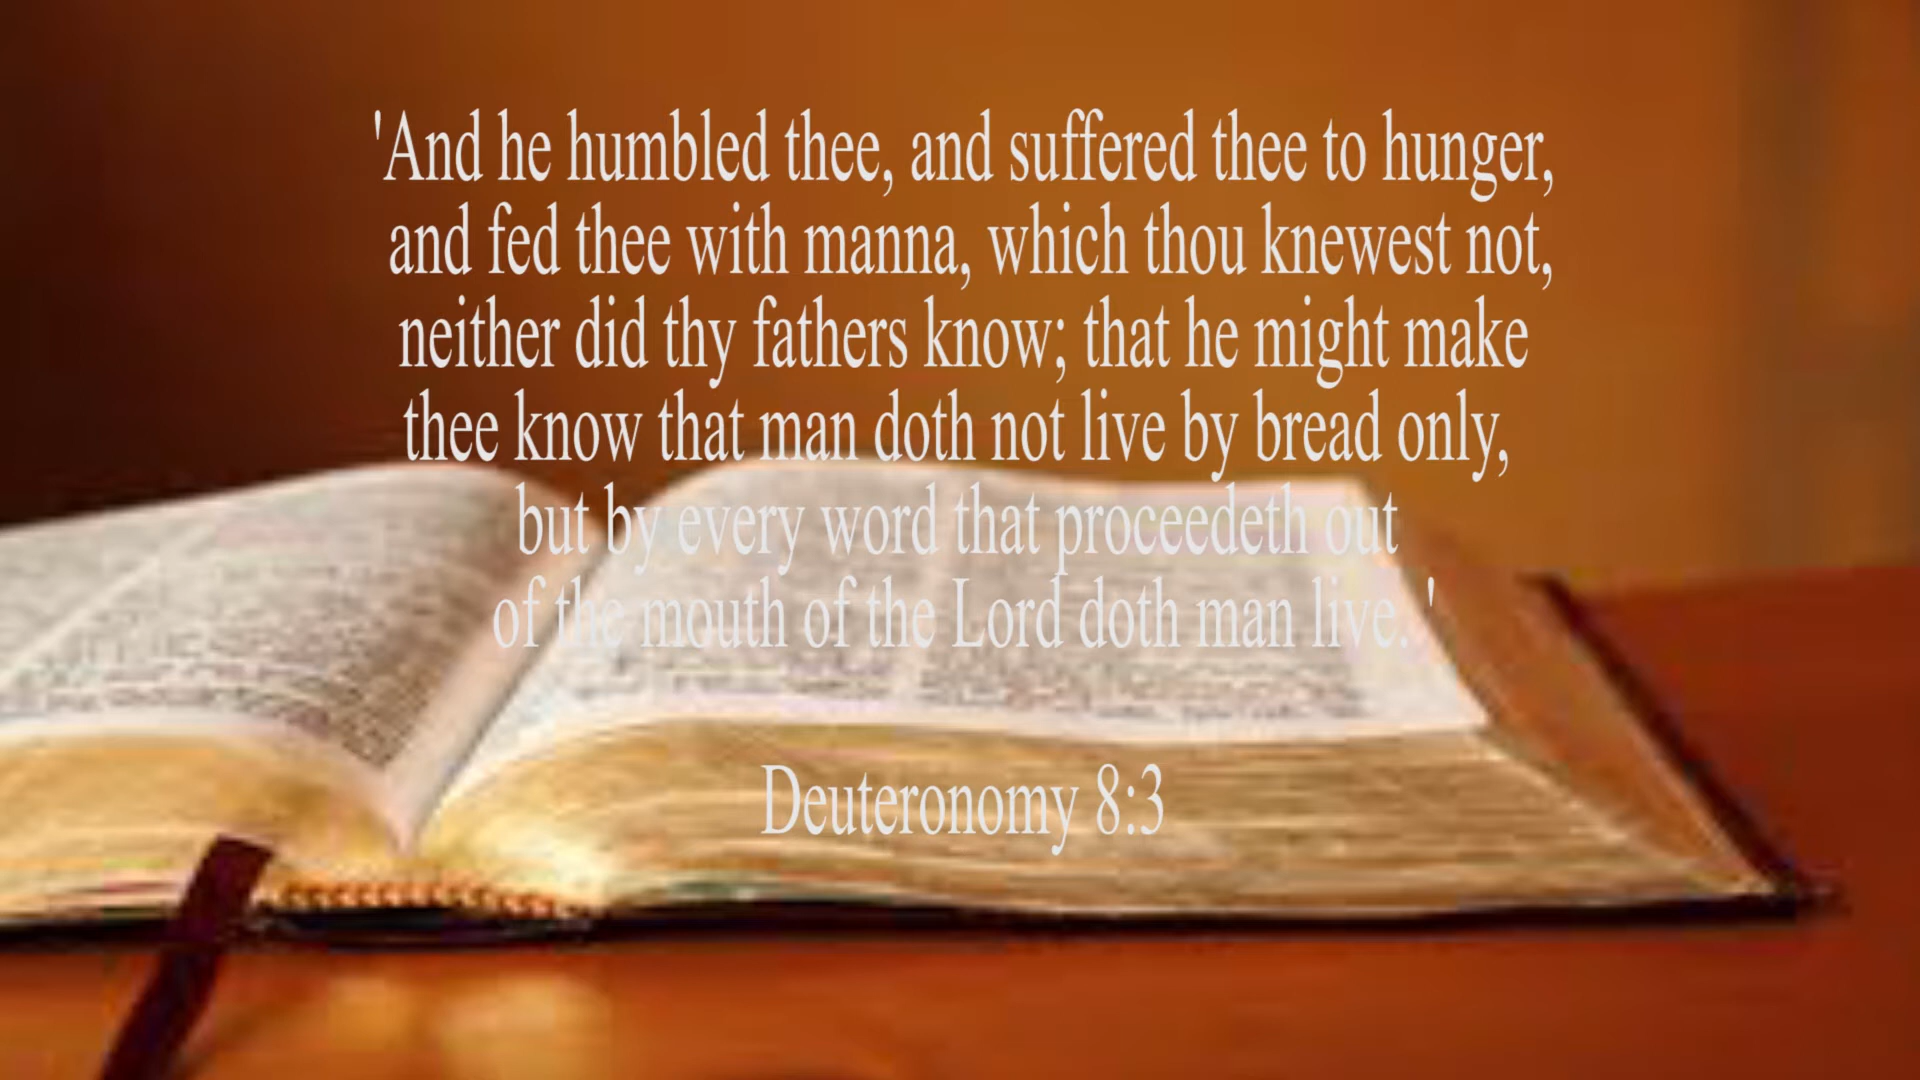 'And he humbled thee, and suffered thee to hunger,
and fed thee with manna, which thou knewest not,
neither did thy fathers know; that he might make
thee know that man doth not live by bread only,
but by every word that proceedeth out
of the mouth of the Lord doth man live.'
Deuteronomy 8:3